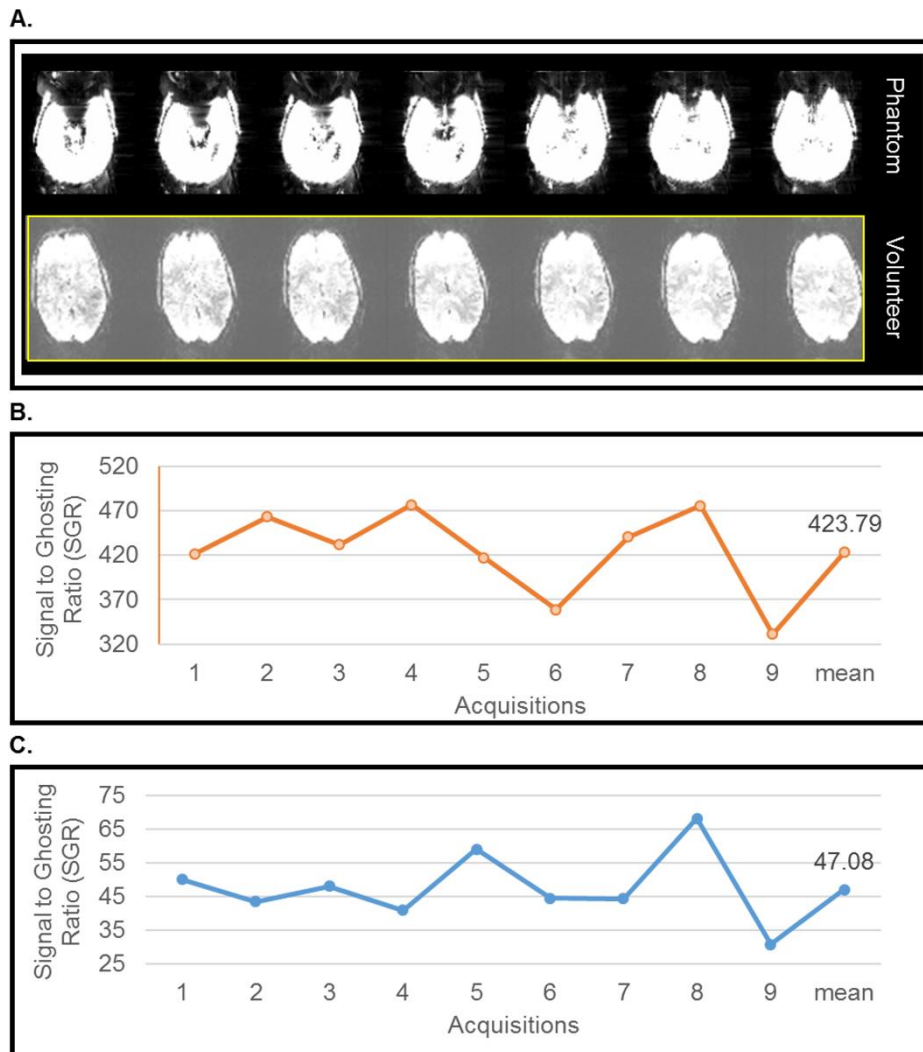 A.
Phantom
Volunteer
B.
Signal to Ghosting
Ratio (SGR)
520
470
420
370
320
423.79
1 2 3 4 5 6 7 8 9 mean
Acquisitions
C.
Signal to Ghosting
Ratio (SGR)
75
65
55
45
35
25
47.08
1 2 3 4 5 6 7 8 9 mean
Acquisitions